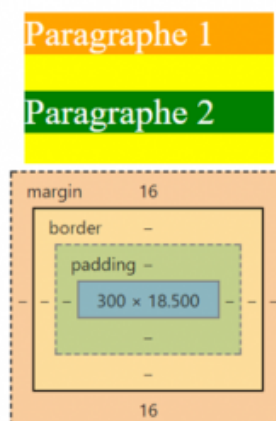 Paragraphe 1
Paragraphe 2
margin 16
border –
padding –
– – – 300 × 18.500 – – –
–
–
16